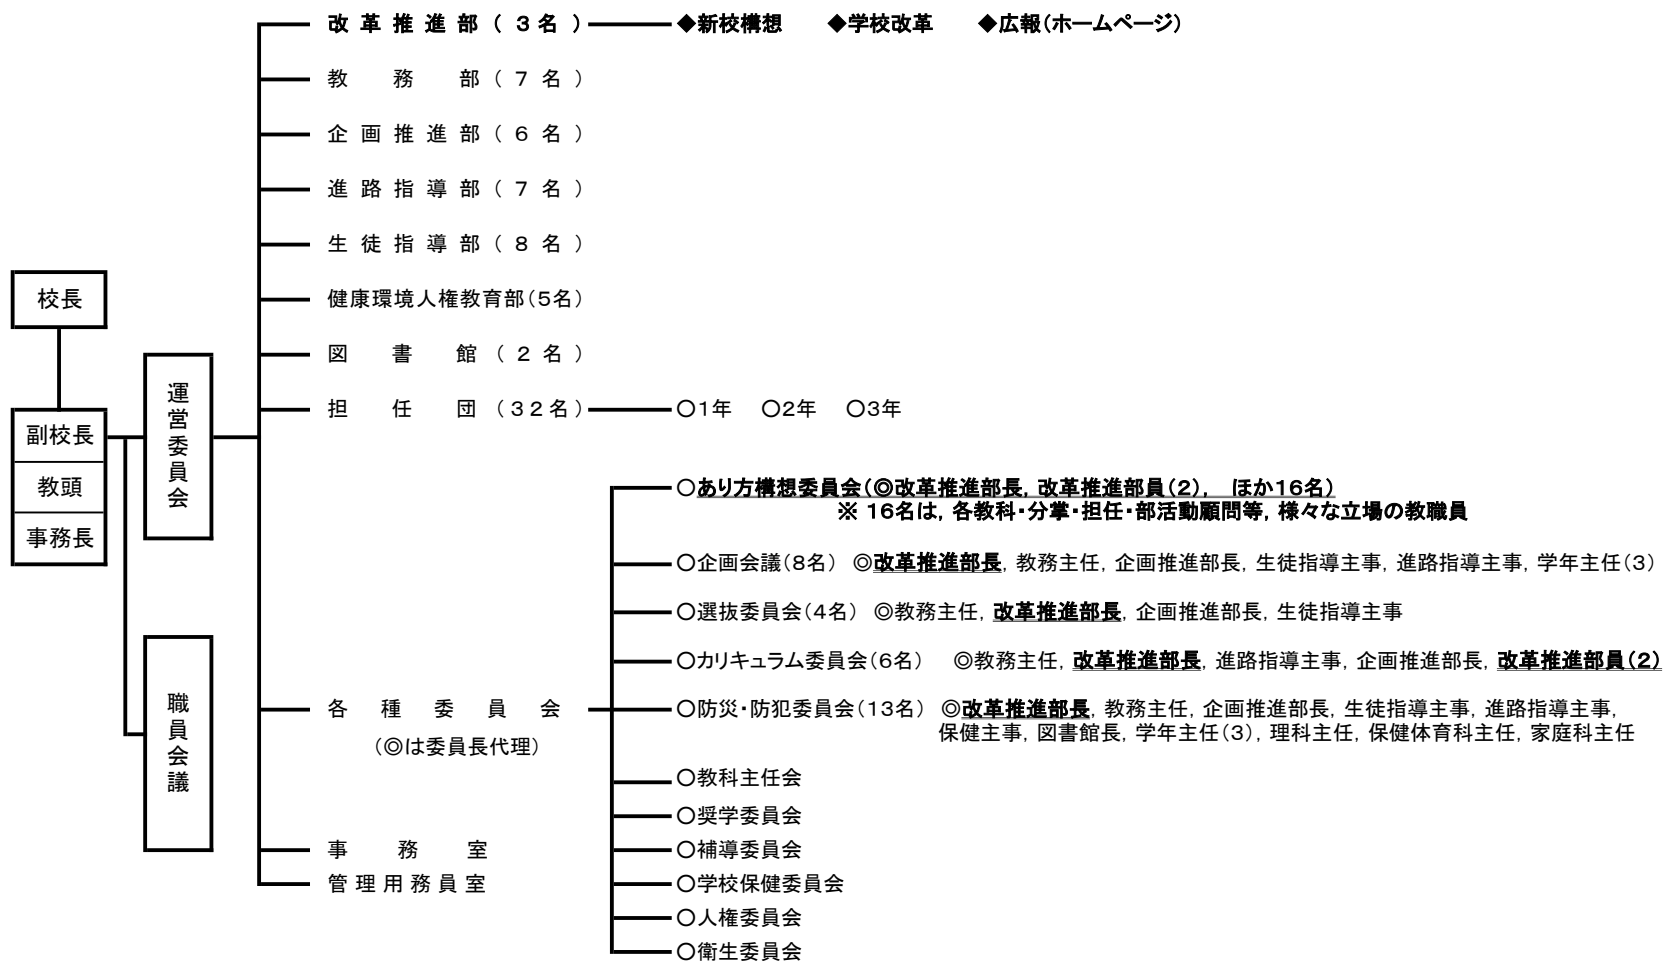 改革推進部(3名)
◆新校構想 ◆学校改革 ◆広報(ホームページ)
教務部(7名)
企画推進部(6名)
進路指導部(7名)
生徒指導部(8名)
健康環境人権教育部(5名)
図書館(2名)
担任団(32名)
○1年 ○2年 ○3年
校長
副校長
教頭
事務長
運営委員会
職員会議
各種委員会
(◎は委員長代理)
○あり方構想委員会(◎改革推進部長, 改革推進部員(2), ほか16名)
※ 16名は, 各教科・分掌・担任・部活動顧問等, 様々な立場の教職員
○企画会議(8名) ◎改革推進部長, 教務主任, 企画推進部長, 生徒指導主事, 進路指導主事, 学年主任(3)
○選抜委員会(4名) ◎教務主任, 改革推進部長, 企画推進部長, 生徒指導主事
○カリキュラム委員会(6名) ◎教務主任, 改革推進部長, 進路指導主事, 企画推進部長, 改革推進部員(2)
○防災・防犯委員会(13名) ◎改革推進部長, 教務主任, 企画推進部長, 生徒指導主事, 進路指導主事,
保健主事, 図書館長, 学年主任(3), 理科主任, 保健体育科主任, 家庭科主任
○教科主任会
○奨学委員会
○補導委員会
○学校保健委員会
○人権委員会
○衛生委員会
事務室
管理用務員室